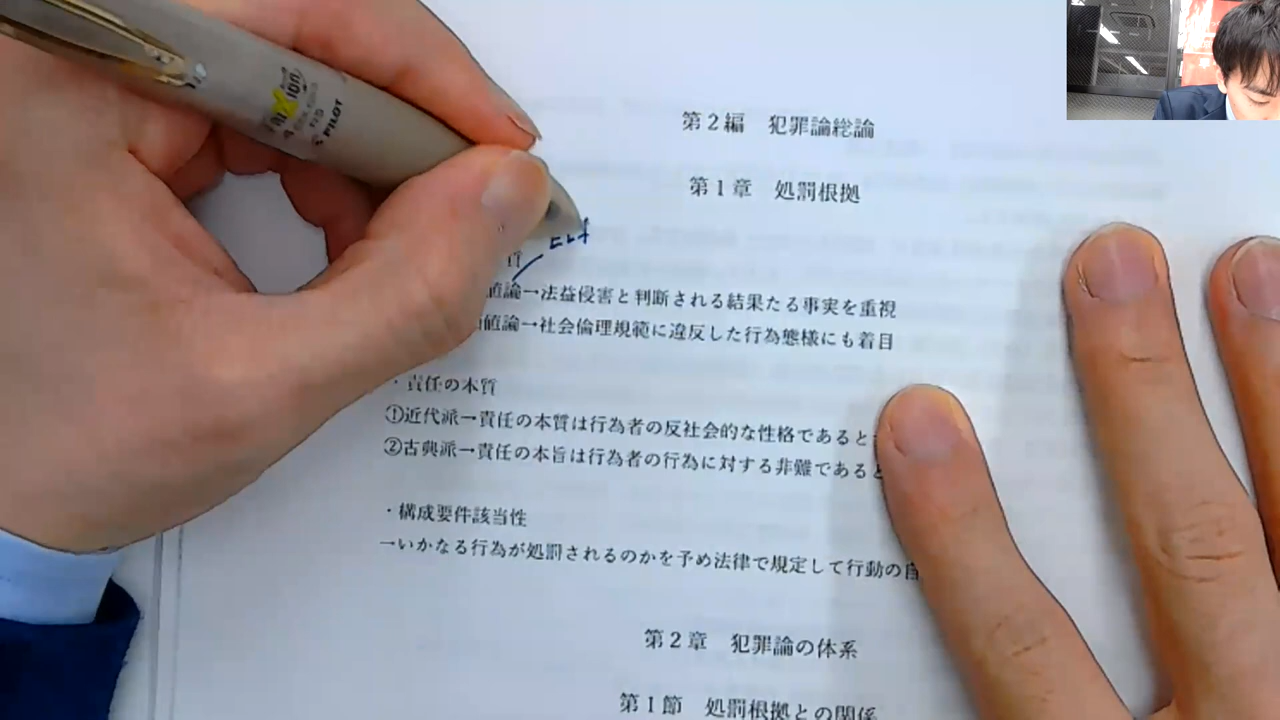 第2編 犯罪論総論
第1章 処罰根拠
値論→法益侵害と判断される結果たる事実を重視
値論→社会倫理規範に違反した行為態様にも着目
・責任の本質
①近代派→責任の本質は行為者の反社会的な性格であると
②古典派→責任の本旨は行為者の行為に対する非難であると
・構成要件該当性
→いかなる行為が処罰されるのかを予め法律で規定して行動の自
第2章 犯罪論の体系
第1節 処罰根拠との関係
PILOT